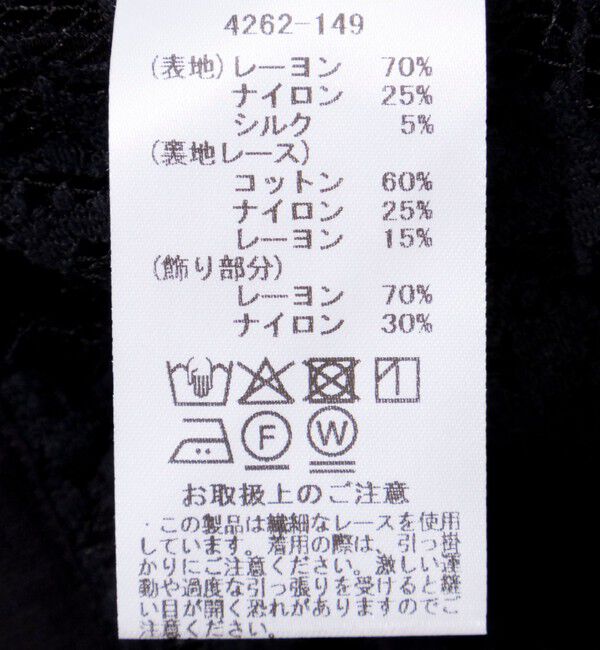 4262-149
(表地) レーヨン 70%
ナイロン 25%
シルク 5%
(裏地レース)
コットン 60%
ナイロン 25%
レーヨン 15%
(飾り部分)
レーヨン 70%
ナイロン 30%
F W
お取扱上のご注意
・この製品は繊細なレースを使用
しています。着用の際は、引っ掛
かりにご注意ください。激しい運
動や過度な引っ張りを受けると縫
い目が開く恐れがありますのでご
注意ください。